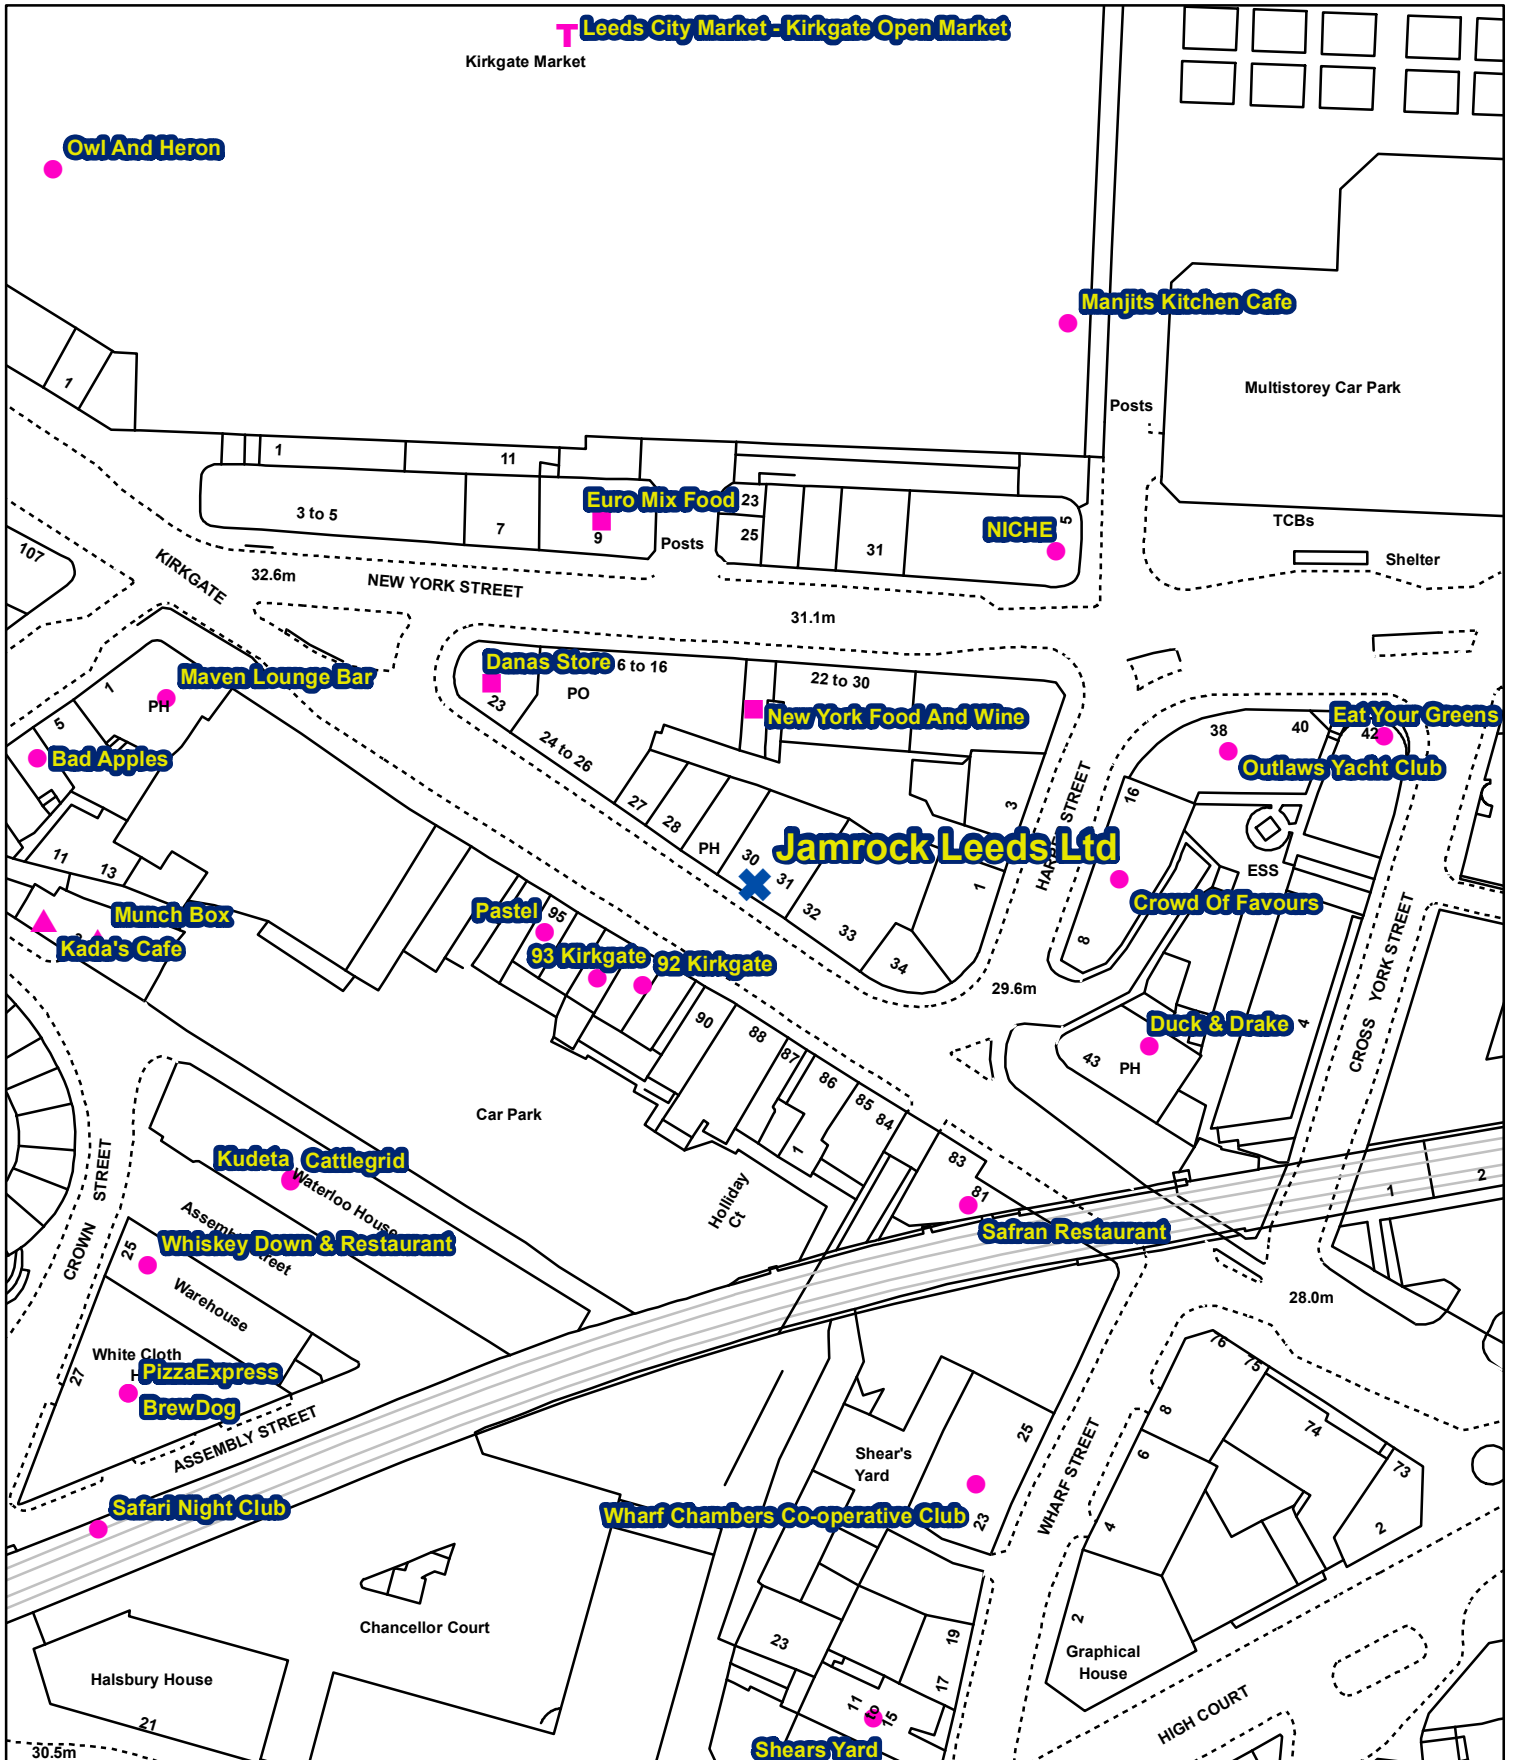 Leeds City Market - Kirkgate Open Market
Kirkgate Market
Owl And Heron
Manjits Kitchen Cafe
Multistorey Car Park
Posts
1
1
11
Euro Mix Food
23
3 to 5
7
9
25
Posts
31
NICHE
5
TCBs
Shelter
107
KIRKGATE
32.6m
NEW YORK STREET
31.1m
Danas Store
6 to 16
PO
23
22 to 30
Maven Lounge Bar
1
PH
5
Bad Apples
24 to 26
New York Food And Wine
Eat Your Greens
38
40
42
Outlaws Yacht Club
27
28
PH
30
31
32
33
34
3
1
16
8
Jamrock Leeds Ltd
HARPER STREET
ESS
Crowd Of Favours
11
13
Munch Box
Kada's Cafe
Pastel
95
93 Kirkgate
92 Kirkgate
29.6m
Duck & Drake
4
43
PH
CROSS YORK STREET
90
88
87
86
85
84
83
81
1
Car Park
Holliday
Ct
CROWN STREET
Kudeta
Cattlegrid
Waterloo House
Assembly Street
25
Whiskey Down & Restaurant
Warehouse
Safran Restaurant
1
2
28.0m
White Cloth
H
27
PizzaExpress
BrewDog
ASSEMBLY STREET
Safari Night Club
Shear's
Yard
25
23
Wharf Chambers Co-operative Club
WHARF STREET
76
75
74
73
8
6
4
2
2
Chancellor Court
Halsbury House
21
30.5m
23
19
17
11
to
15
Shears Yard
Graphical
House
HIGH COURT